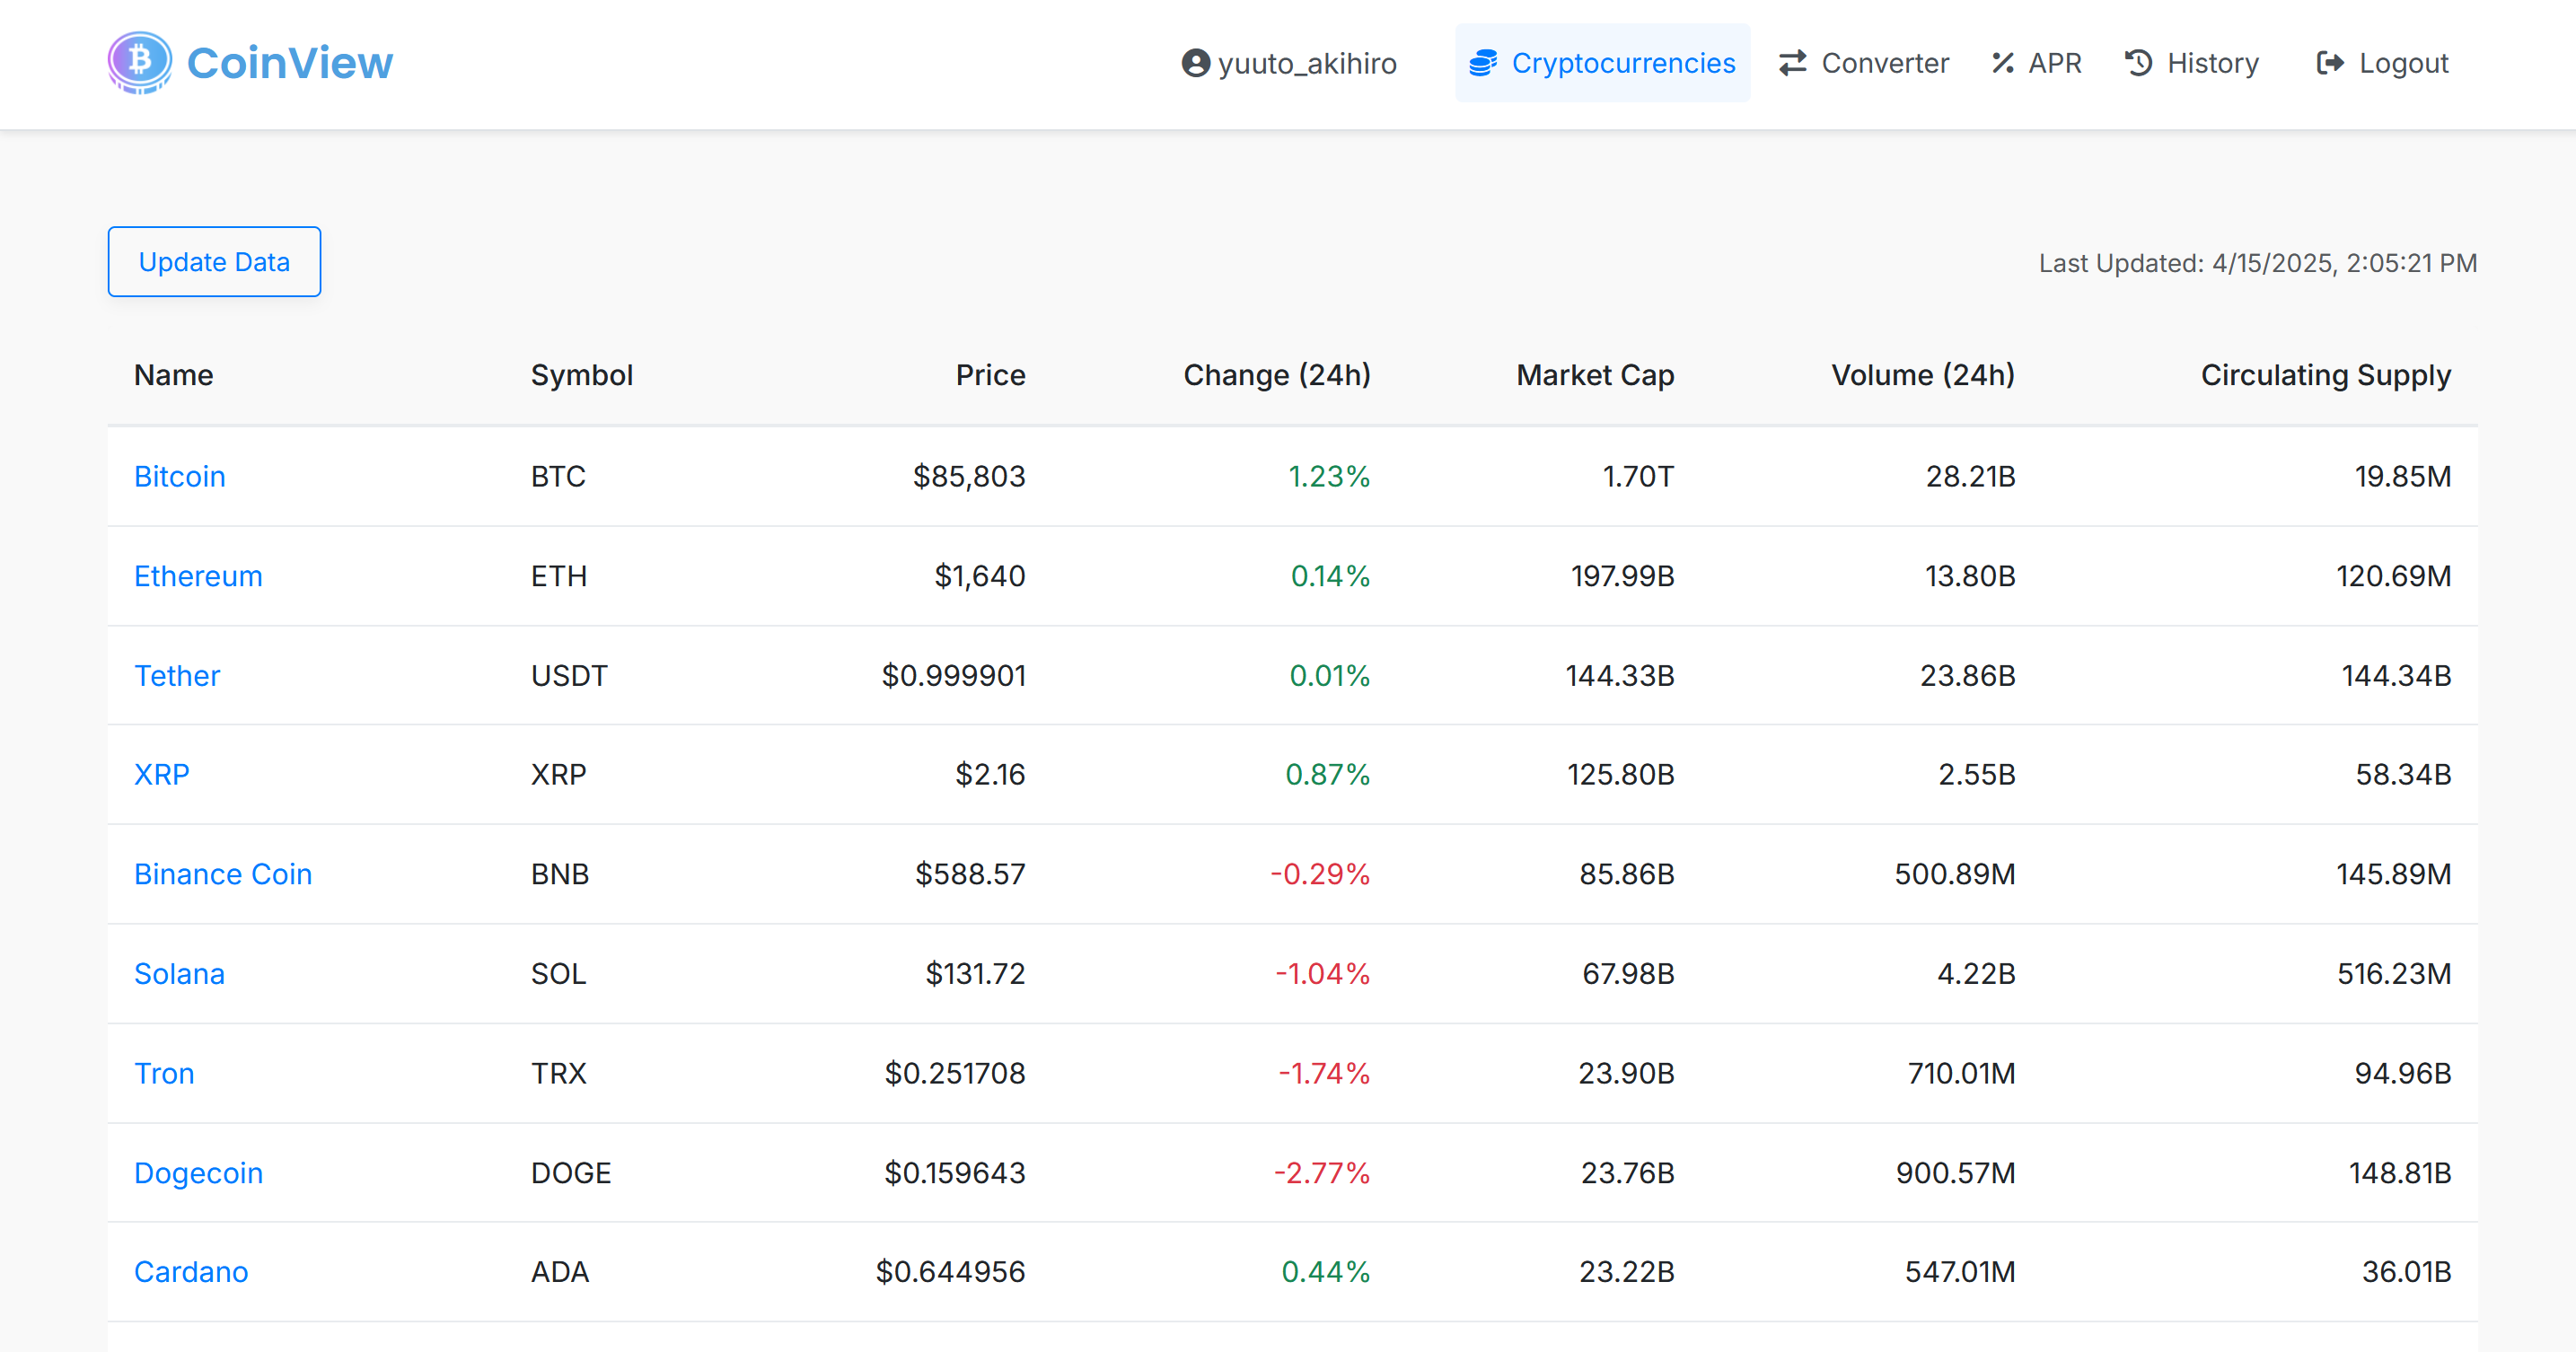 CoinView
yuuto_akihiro Cryptocurrencies Converter APR History Logout
Update Data Last Updated: 4/15/2025, 2:05:21 PM
Name Symbol Price Change (24h) Market Cap Volume (24h) Circulating Supply
Bitcoin BTC $85,803 1.23% 1.70T 28.21B 19.85M
Ethereum ETH $1,640 0.14% 197.99B 13.80B 120.69M
Tether USDT $0.999901 0.01% 144.33B 23.86B 144.34B
XRP XRP $2.16 0.87% 125.80B 2.55B 58.34B
Binance Coin BNB $588.57 -0.29% 85.86B 500.89M 145.89M
Solana SOL $131.72 -1.04% 67.98B 4.22B 516.23M
Tron TRX $0.251708 -1.74% 23.90B 710.01M 94.96B
Dogecoin DOGE $0.159643 -2.77% 23.76B 900.57M 148.81B
Cardano ADA $0.644956 0.44% 23.22B 547.01M 36.01B